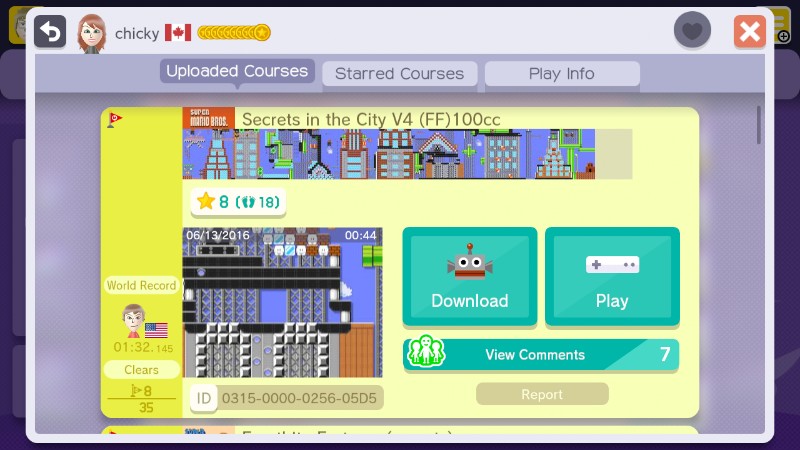 chicky
Uploaded Courses
Starred Courses
Play Info
SUPER
MARIO BROS.
Secrets in the City V4 (FF)100cc
8 (18)
06/13/2016
00:44
World Record
01:32.145
Clears
8
35
Download
Play
View Comments 7
ID 0315-0000-0256-05D5
Report